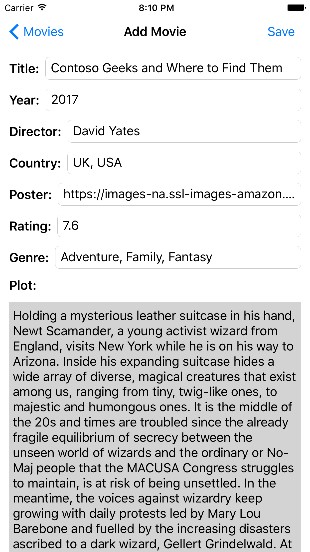 Carrier 8:10 PM
Movies Add Movie Save
Title: Contoso Geeks and Where to Find Them
Year: 2017
Director: David Yates
Country: UK, USA
Poster: https://images-na.ssl-images-amazon....
Rating: 7.6
Genre: Adventure, Family, Fantasy
Plot:
Holding a mysterious leather suitcase in his hand,
Newt Scamander, a young activist wizard from
England, visits New York while he is on his way to
Arizona. Inside his expanding suitcase hides a
wide array of diverse, magical creatures that exist
among us, ranging from tiny, twig-like ones, to
majestic and humongous ones. It is the middle of
the 20s and times are troubled since the already
fragile equilibrium of secrecy between the
unseen world of wizards and the ordinary or No-
Maj people that the MACUSA Congress struggles
to maintain, is at risk of being unsettled. In the
meantime, the voices against wizardry keep
growing with daily protests led by Mary Lou
Barebone and fuelled by the increasing disasters
ascribed to a dark wizard, Gellert Grindelwald. At